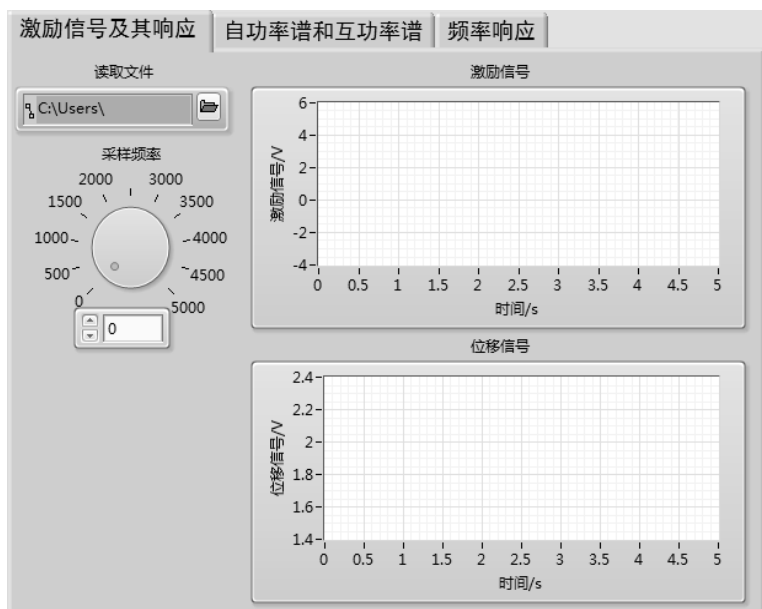 激励信号及其响应 自功率谱和互功率谱 频率响应
读取文件
C:\Users\
采样频率
2000 3000
1500 3500
1000 4000
500 4500
0 5000
0
激励信号
激励信号/V
6
4
2
0
-2
-4
0 0.5 1 1.5 2 2.5 3 3.5 4 4.5 5
时间/s
位移信号
位移信号/V
2.4
2.2
2
1.8
1.6
1.4
0 0.5 1 1.5 2 2.5 3 3.5 4 4.5 5
时间/s